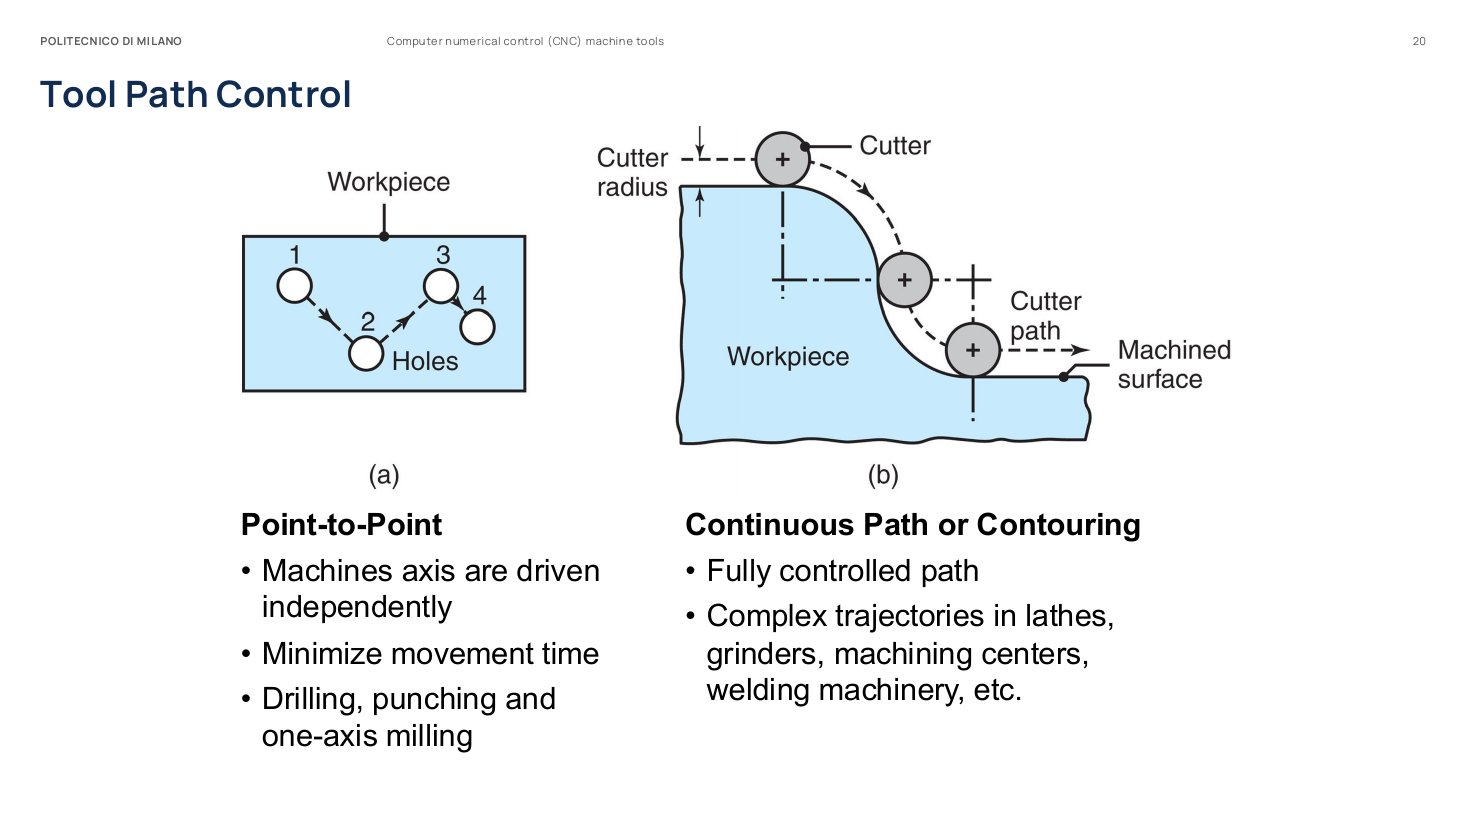 POLITECNICO DI MILANO
Computer numerical control (CNC) machine tools
20
Tool Path Control
Workpiece
1
3
4
2
Holes
(a)
Cutter
radius
Cutter
Cutter
path
Workpiece
Machined
surface
(b)
Point-to-Point
• Machines axis are driven
independently
• Minimize movement time
• Drilling, punching and
one-axis milling
Continuous Path or Contouring
• Fully controlled path
• Complex trajectories in lathes,
grinders, machining centers,
welding machinery, etc.